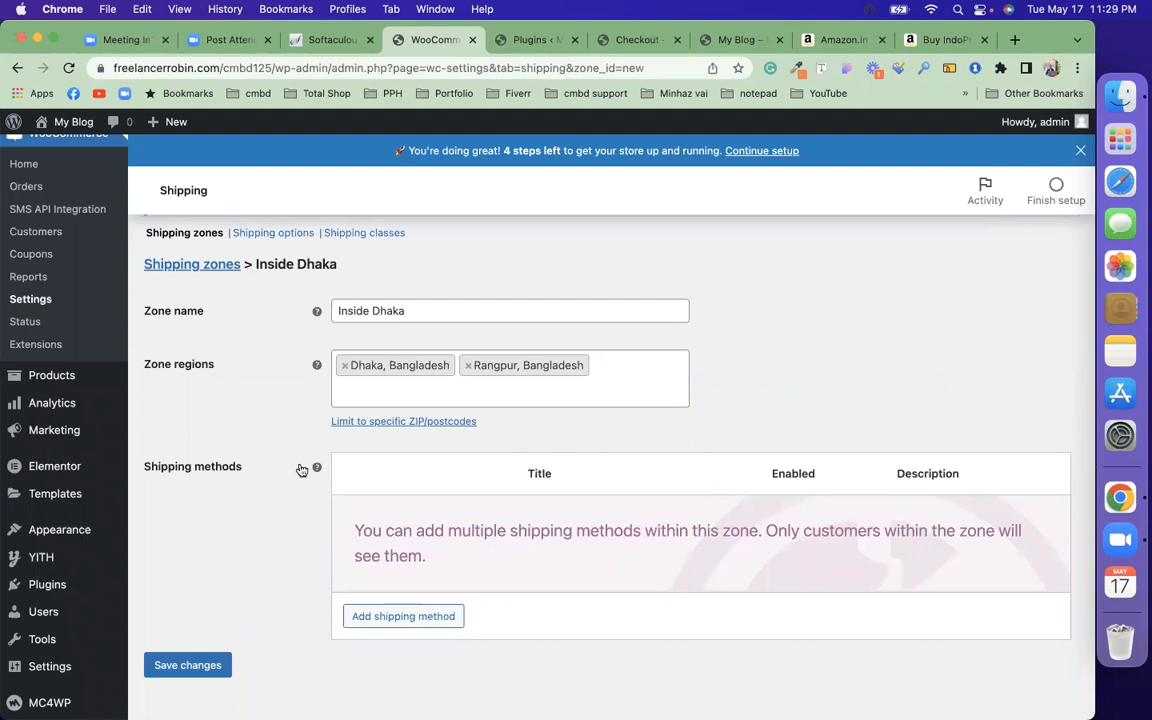 Chrome File Edit View History Bookmarks Profiles Tab Window Help Tue May 17 11:29 PM
Meeting In Post Atten Softaculou WooComm Plugins ‹ M Checkout - My Blog – Amazon.in Buy IndoP
freelancerrobin.com/cmbd125/wp-admin/admin.php?page=wc-settings&tab=shipping&zone_id=new
Apps Bookmarks cmbd Total Shop PPH Portfolio Fiverr cmbd support Minhaz vai notepad YouTube » Other Bookmarks
My Blog 0 New Howdy, admin
WooCommerce
🚀 You're doing great! 4 steps left to get your store up and running. Continue setup
Home
Orders
SMS API Integration
Customers
Coupons
Reports
Settings
Status
Extensions
Products
Analytics
Marketing
Elementor
Templates
Appearance
YITH
Plugins
Users
Tools
Settings
MC4WP
Shipping
Activity
Finish setup
Shipping zones | Shipping options | Shipping classes
Shipping zones > Inside Dhaka
Zone name
Inside Dhaka
Zone regions
×Dhaka, Bangladesh ×Rangpur, Bangladesh
Limit to specific ZIP/postcodes
Shipping methods
Title Enabled Description
You can add multiple shipping methods within this zone. Only customers within the zone will
see them.
Add shipping method
Save changes
MAY
17